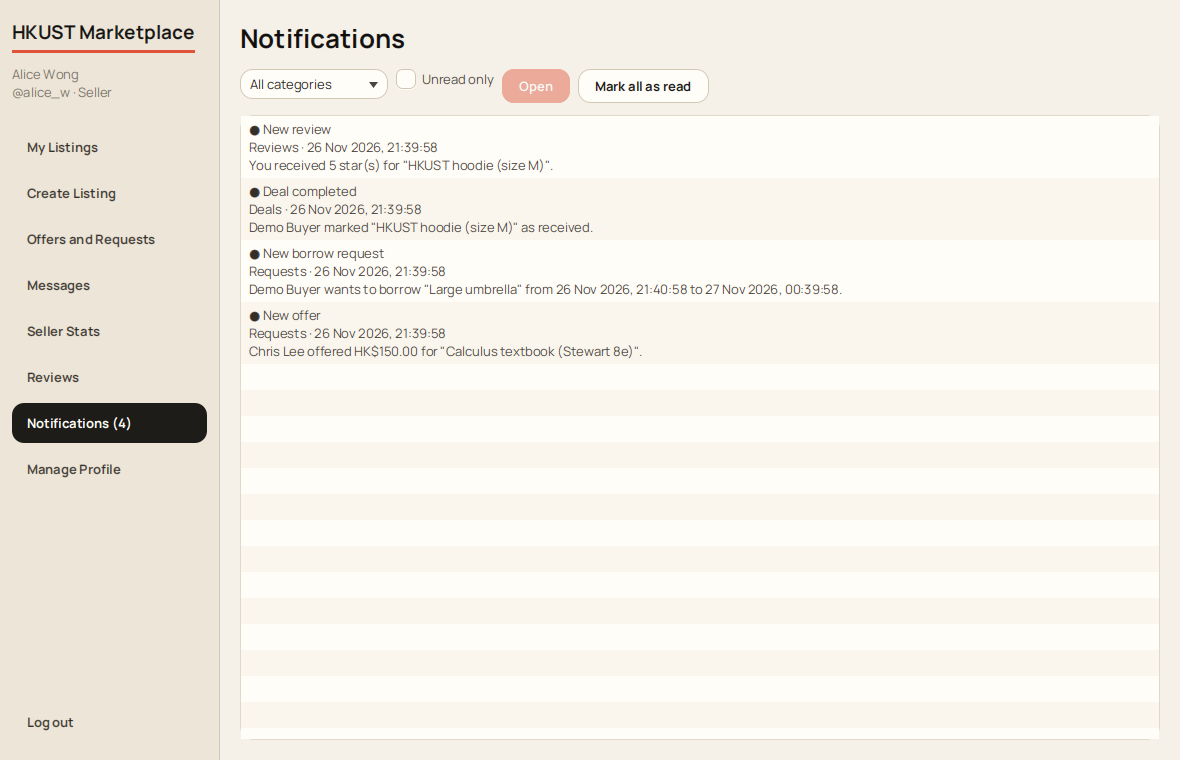 HKUST Marketplace
Alice Wong
@alice_w · Seller
My Listings
Create Listing
Offers and Requests
Messages
Seller Stats
Reviews
Notifications (4)
Manage Profile
Log out
Notifications
All categories
Unread only
Open
Mark all as read
● New review
Reviews · 26 Nov 2026, 21:39:58
You received 5 star(s) for "HKUST hoodie (size M)".
● Deal completed
Deals · 26 Nov 2026, 21:39:58
Demo Buyer marked "HKUST hoodie (size M)" as received.
● New borrow request
Requests · 26 Nov 2026, 21:39:58
Demo Buyer wants to borrow "Large umbrella" from 26 Nov 2026, 21:40:58 to 27 Nov 2026, 00:39:58.
● New offer
Requests · 26 Nov 2026, 21:39:58
Chris Lee offered HK$150.00 for "Calculus textbook (Stewart 8e)".